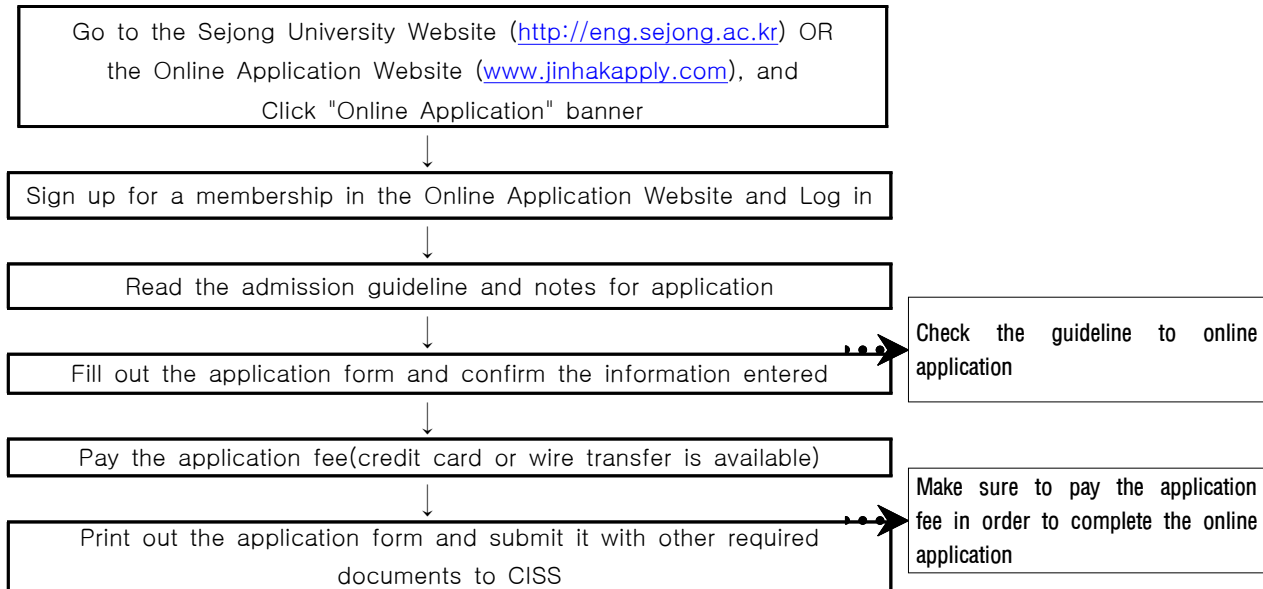 Go to the Sejong University Website (http://eng.sejong.ac.kr) OR
the Online Application Website (www.jinhakapply.com), and
Click "Online Application" banner
↓
Sign up for a membership in the Online Application Website and Log in
↓
Read the admission guideline and notes for application
↓
Fill out the application form and confirm the information entered
Check the guideline to online
application
↓
Pay the application fee(credit card or wire transfer is available)
↓
Print out the application form and submit it with other required
documents to CISS
Make sure to pay the application
fee in order to complete the online
application